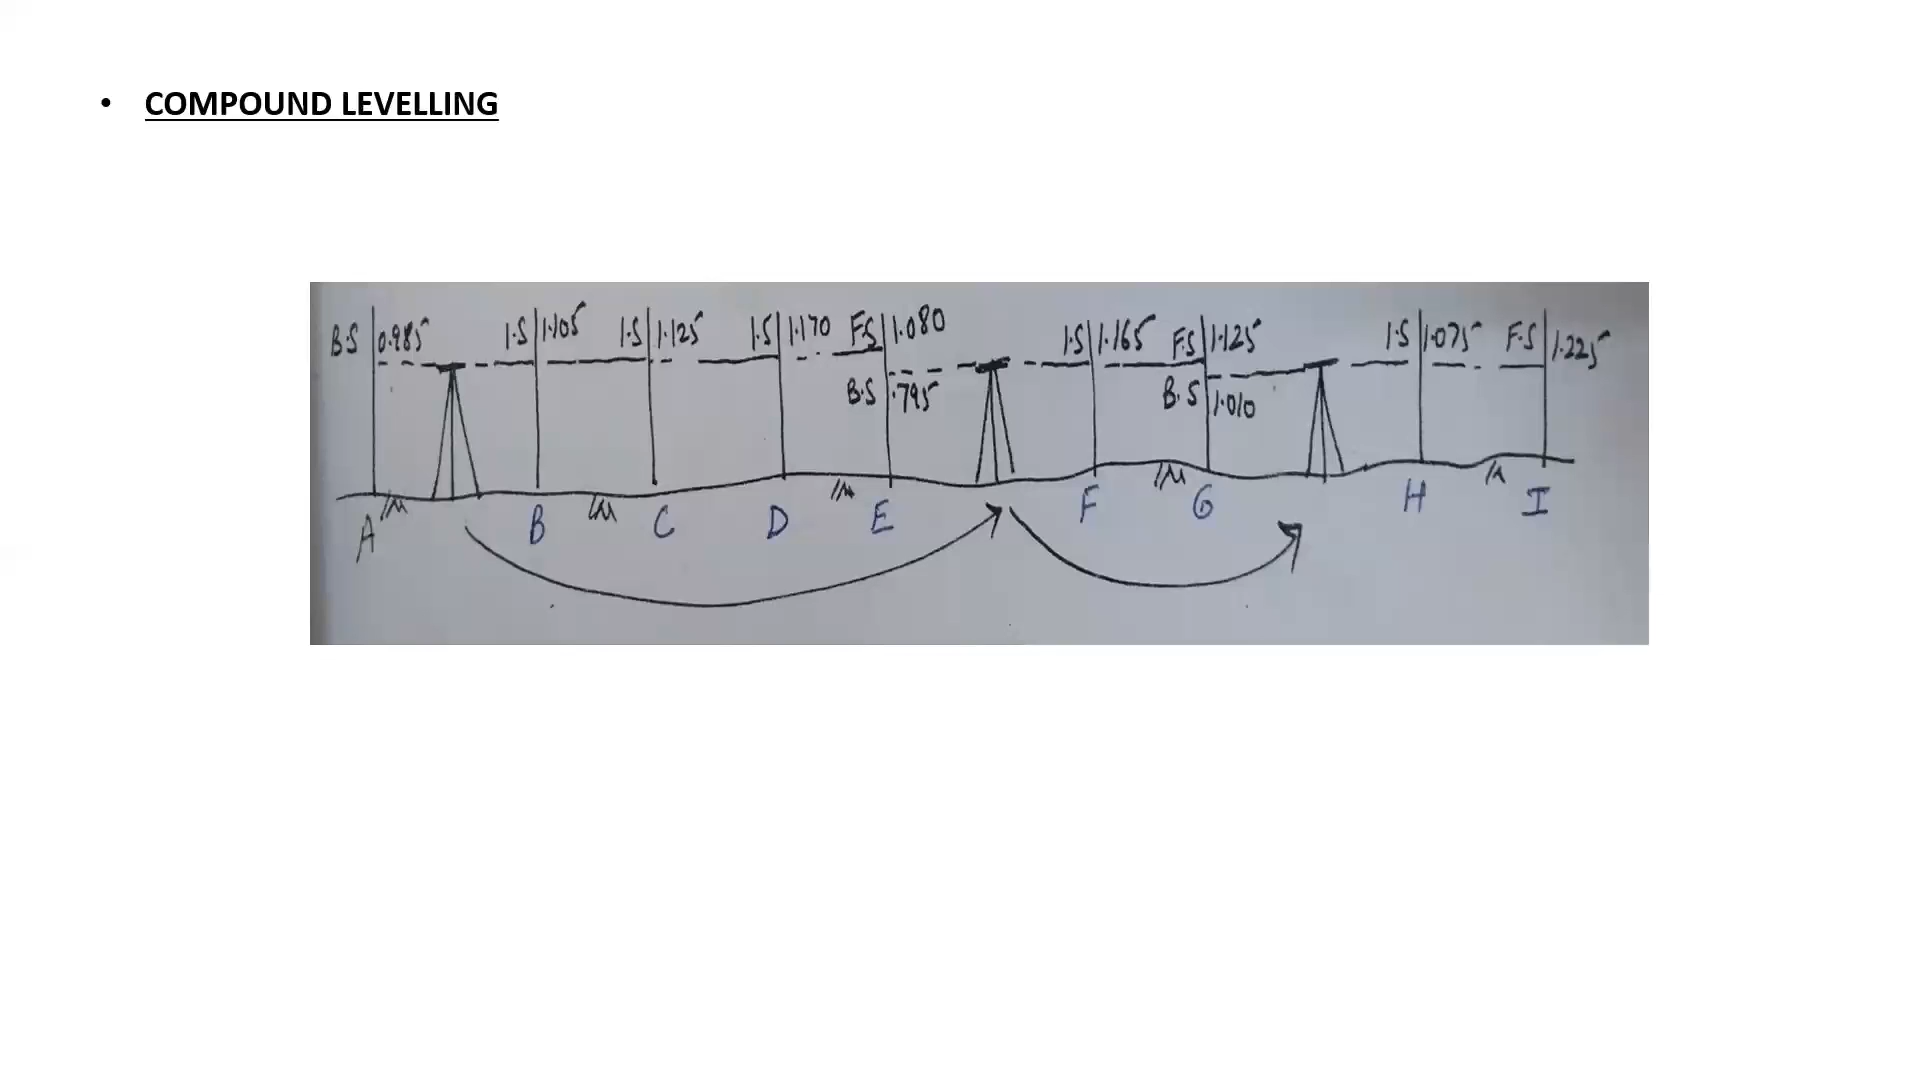 • COMPOUND LEVELLING
B.S 0.985 I.S 1.105 I.S 1.125 I.S 1.170 F.S 1.080 I.S 1.165 F.S 1.125 I.S 1.075 F.S 1.225
B.S .795 B.S 1.010
A B C D E F G H I